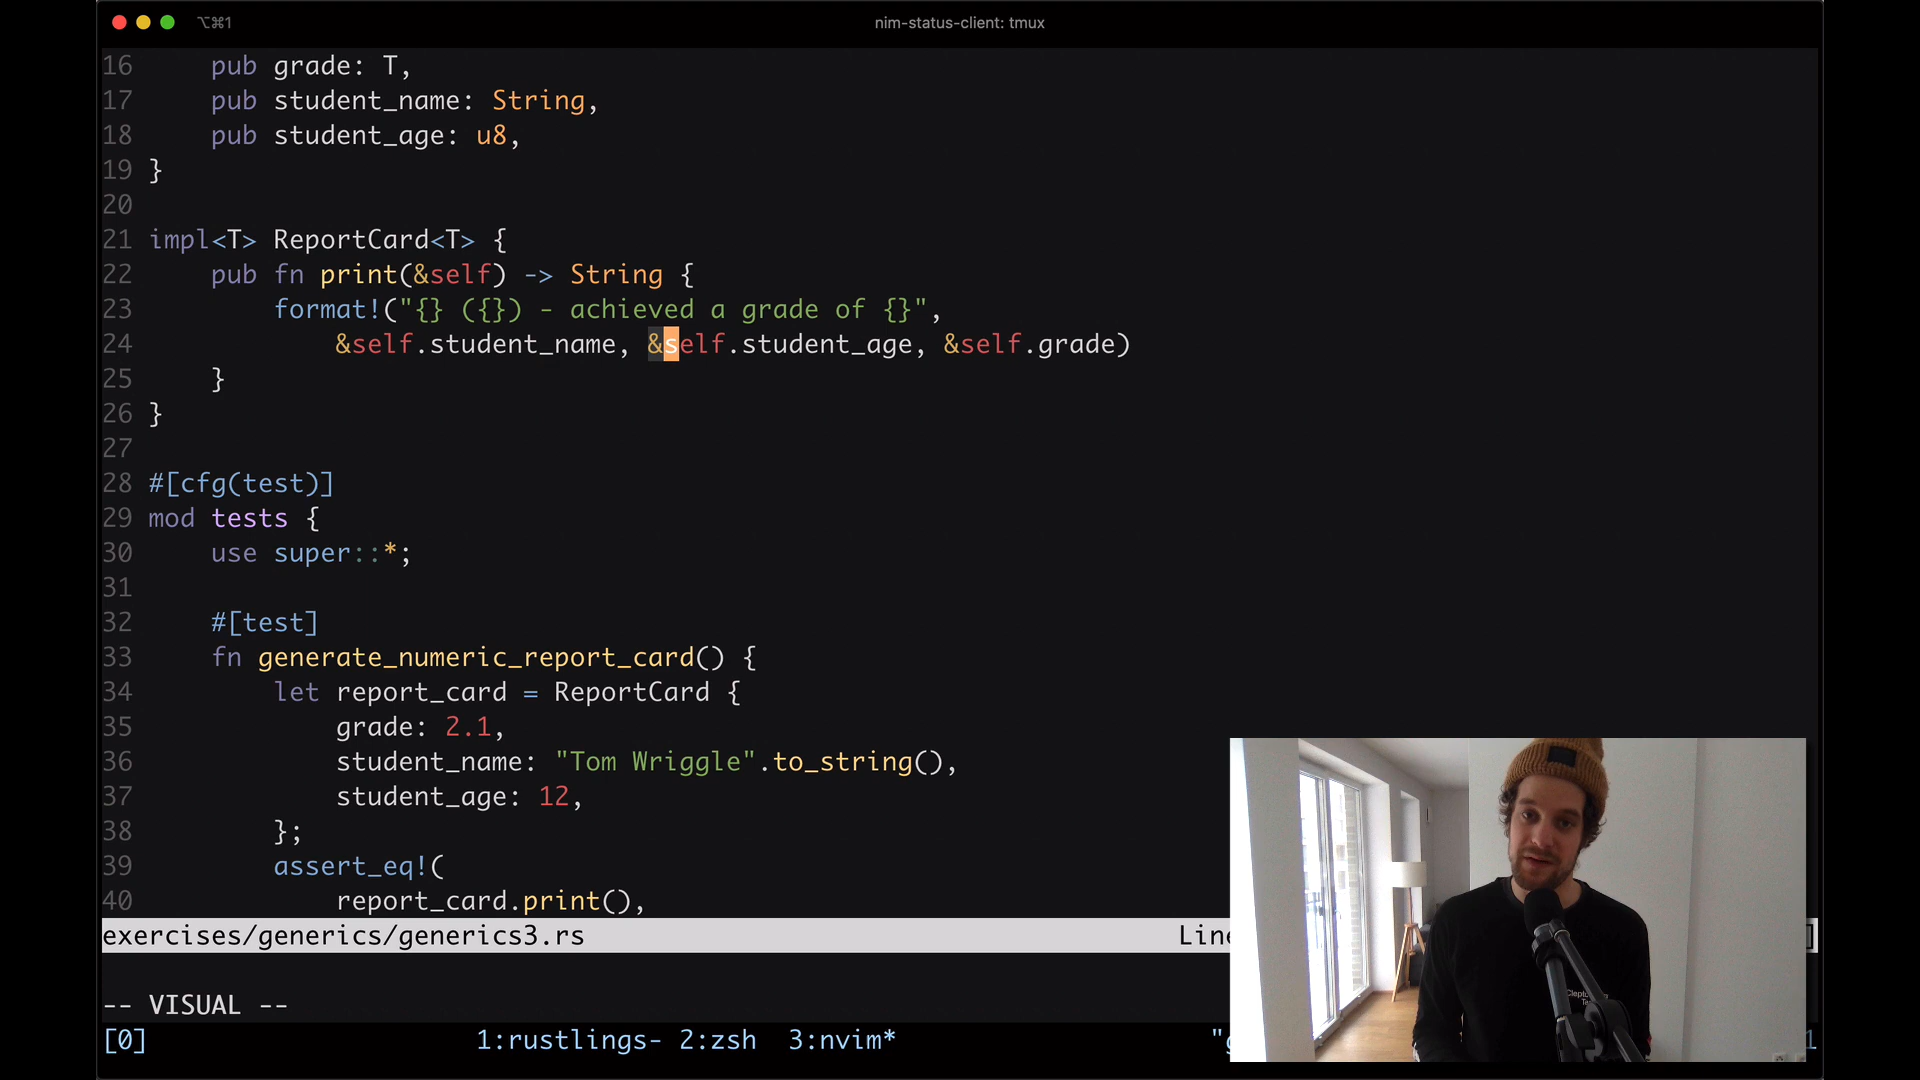 ⌥⌘1
nim-status-client: tmux
16 pub grade: T,
17 pub student_name: String,
18 pub student_age: u8,
19 }
20
21 impl<T> ReportCard<T> {
22 pub fn print(&self) -> String {
23 format!("{} ({}) - achieved a grade of {}",
24 &self.student_name, &self.student_age, &self.grade)
25 }
26 }
27
28 #[cfg(test)]
29 mod tests {
30 use super::*;
31
32 #[test]
33 fn generate_numeric_report_card() {
34 let report_card = ReportCard {
35 grade: 2.1,
36 student_name: "Tom Wriggle".to_string(),
37 student_age: 12,
38 };
39 assert_eq!(
40 report_card.print(),
exercises/generics/generics3.rs
-- VISUAL --
[0] 1:rustlings- 2:zsh 3:nvim*